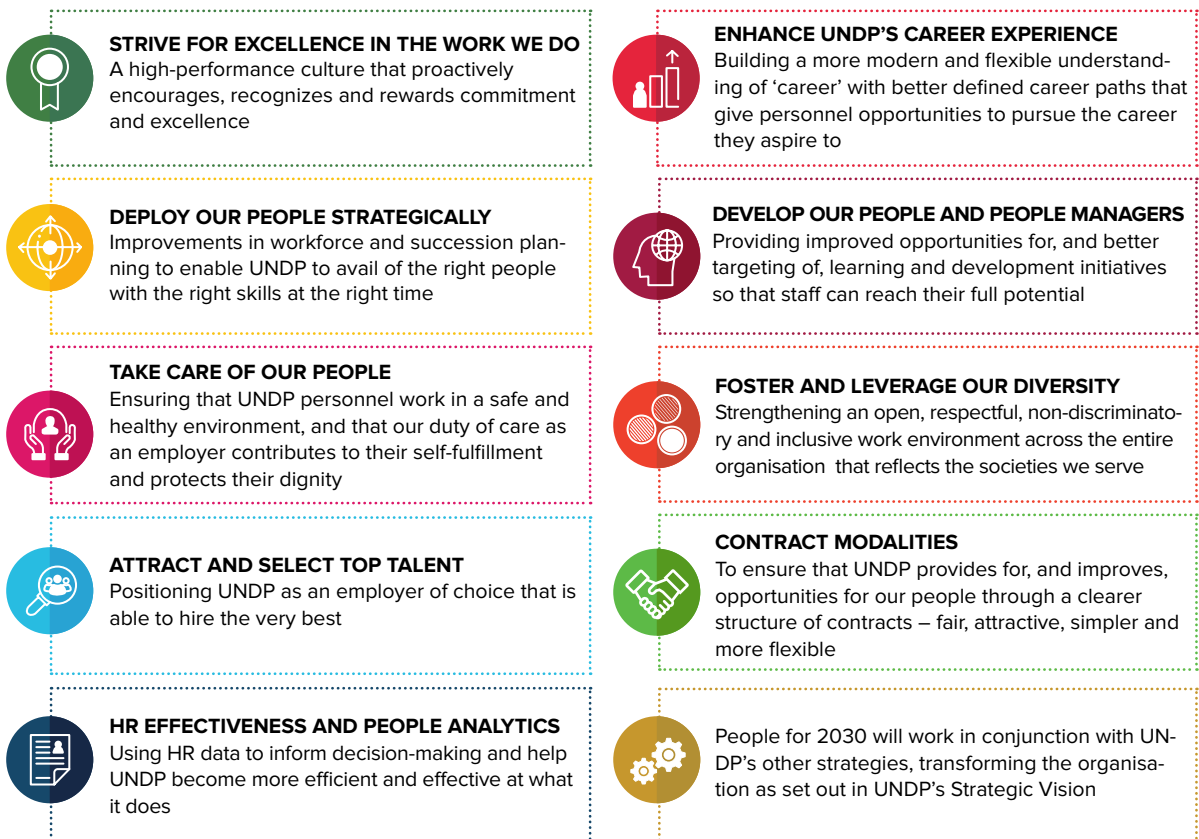 STRIVE FOR EXCELLENCE IN THE WORK WE DO
A high-performance culture that proactively
encourages, recognizes and rewards commitment
and excellence
ENHANCE UNDP'S CAREER EXPERIENCE
Building a more modern and flexible understand-
ing of ‘career’ with better defined career paths that
give personnel opportunities to pursue the career
they aspire to
DEPLOY OUR PEOPLE STRATEGICALLY
Improvements in workforce and succession plan-
ning to enable UNDP to avail of the right people
with the right skills at the right time
DEVELOP OUR PEOPLE AND PEOPLE MANAGERS
Providing improved opportunities for, and better
targeting of, learning and development initiatives
so that staff can reach their full potential
TAKE CARE OF OUR PEOPLE
Ensuring that UNDP personnel work in a safe and
healthy environment, and that our duty of care as
an employer contributes to their self-fulfillment
and protects their dignity
FOSTER AND LEVERAGE OUR DIVERSITY
Strengthening an open, respectful, non-discriminato-
ry and inclusive work environment across the entire
organisation that reflects the societies we serve
ATTRACT AND SELECT TOP TALENT
Positioning UNDP as an employer of choice that is
able to hire the very best
CONTRACT MODALITIES
To ensure that UNDP provides for, and improves,
opportunities for our people through a clearer
structure of contracts – fair, attractive, simpler and
more flexible
HR EFFECTIVENESS AND PEOPLE ANALYTICS
Using HR data to inform decision-making and help
UNDP become more efficient and effective at what
it does
People for 2030 will work in conjunction with UN-
DP's other strategies, transforming the organisa-
tion as set out in UNDP's Strategic Vision